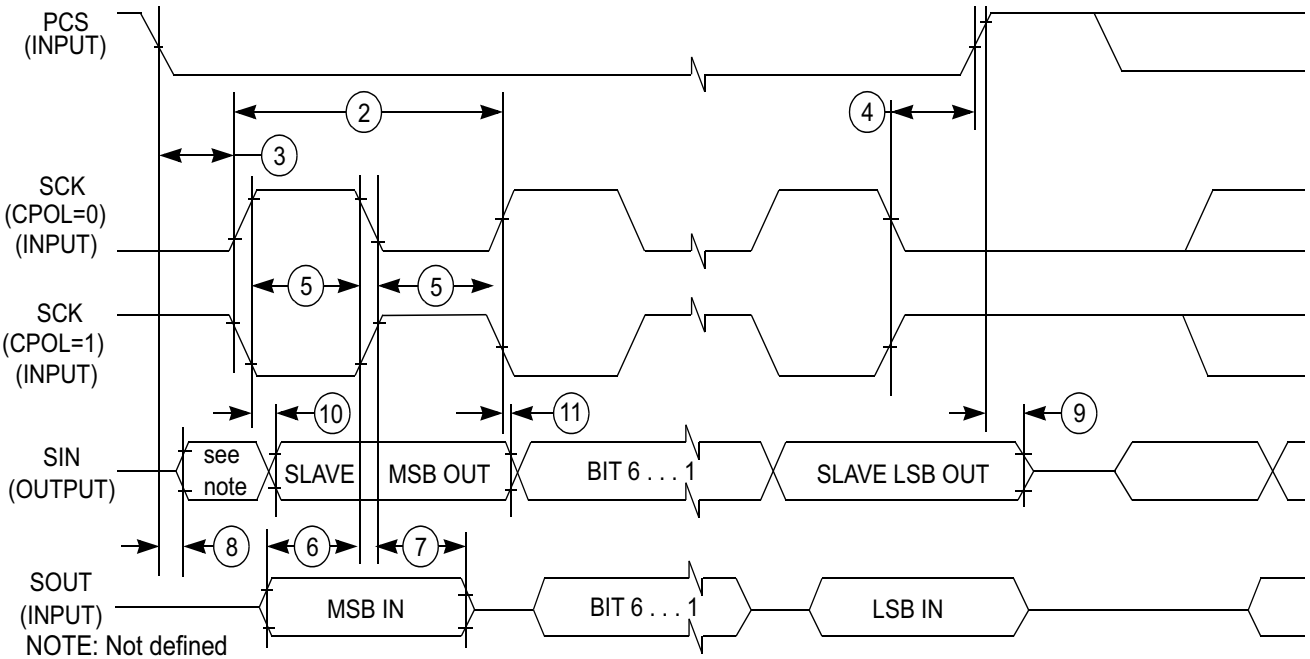 PCS
(INPUT)
2
4
3
SCK
(CPOL=0)
(INPUT)
5
5
SCK
(CPOL=1)
(INPUT)
10
11
9
SIN
(OUTPUT)
see
note
SLAVE
MSB OUT
BIT 6 . . . 1
SLAVE LSB OUT
8
6
7
SOUT
(INPUT)
MSB IN
BIT 6 . . . 1
LSB IN
NOTE: Not defined